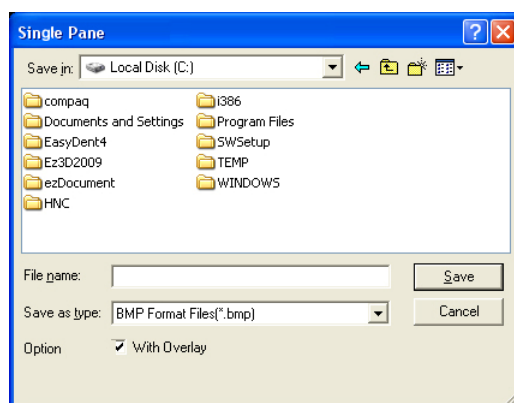 Single Pane
Save in: Local Disk (C:)
compaq
Documents and Settings
EasyDent4
Ez3D2009
ezDocument
HNC
i386
Program Files
SWSetup
TEMP
WINDOWS
File name:
Save
Save as type: BMP Format Files(*.bmp)
Cancel
Option With Overlay